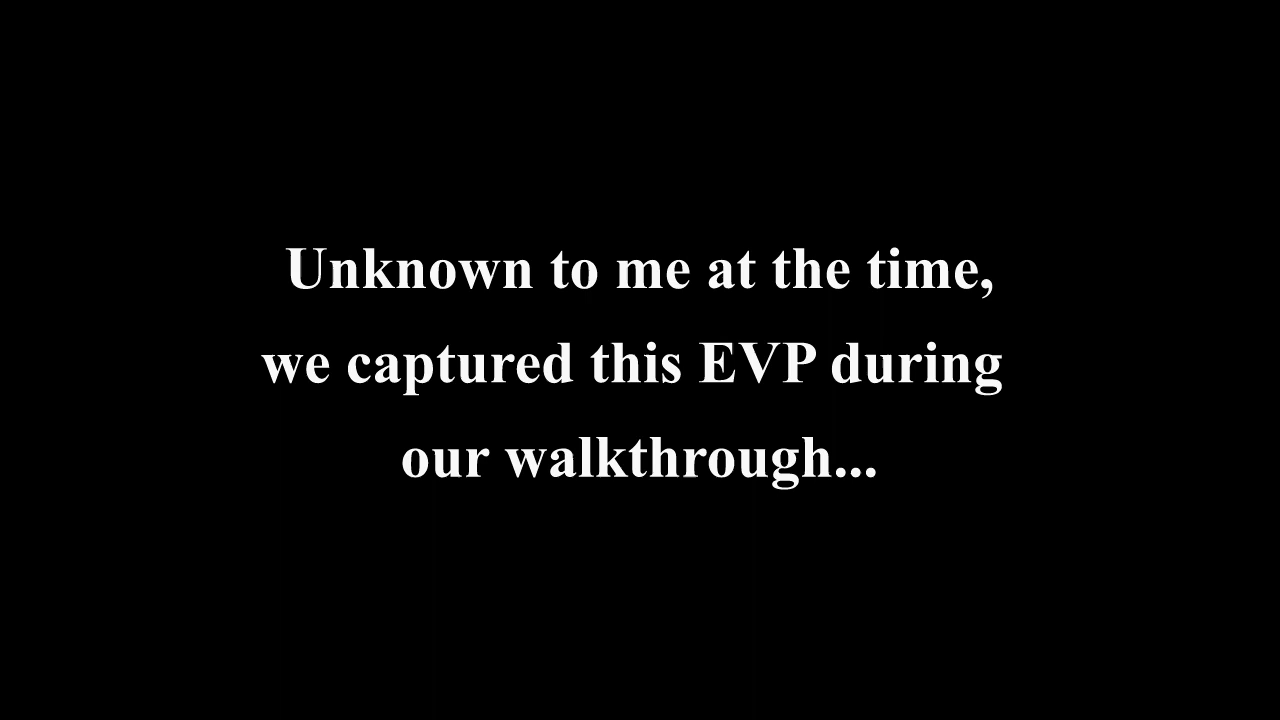 Unknown to me at the time,
we captured this EVP during
our walkthrough...